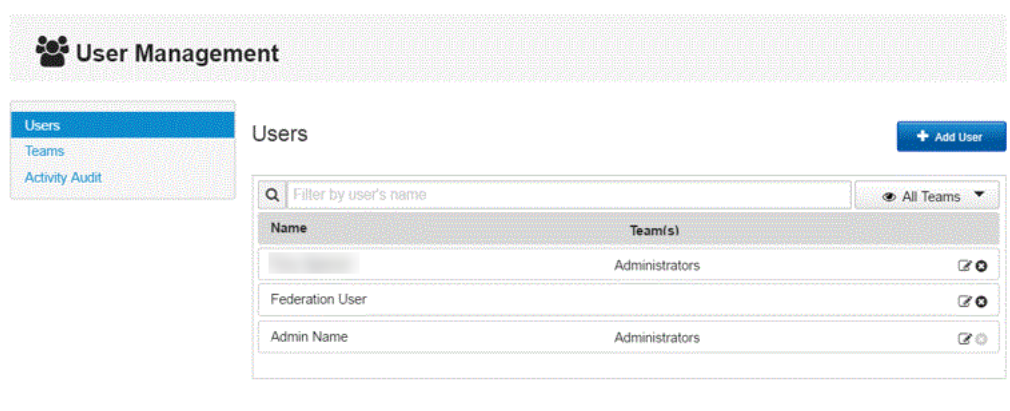 User Management
Users
Teams
Activity Audit
Users
Add User
Filter by user's name
All Teams
Name Team(s)
Administrators
Federation User
Admin Name Administrators